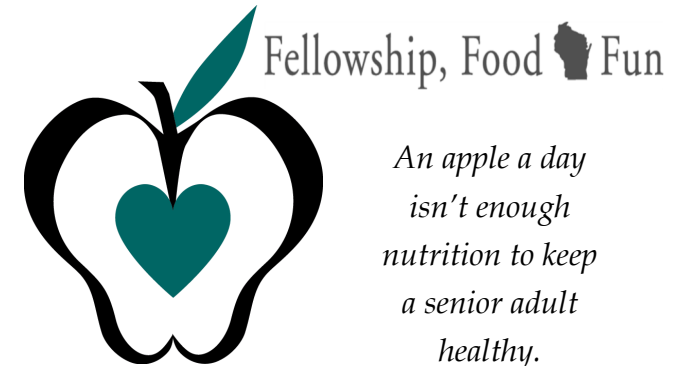 Fellowship, Food Fun
An apple a day
isn't enough
nutrition to keep
a senior adult
healthy.